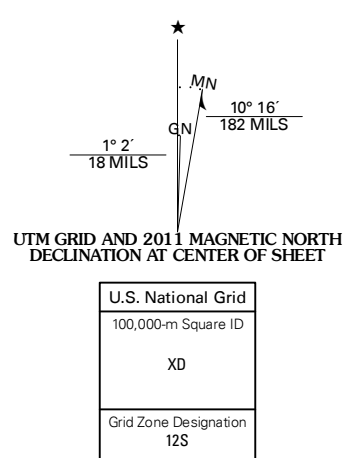 ★
MN
10° 16´
182 MILS
GN
1° 2´
18 MILS
UTM GRID AND 2011 MAGNETIC NORTH
DECLINATION AT CENTER OF SHEET
U.S. National Grid
100,000-m Square ID
XD
Grid Zone Designation
12S